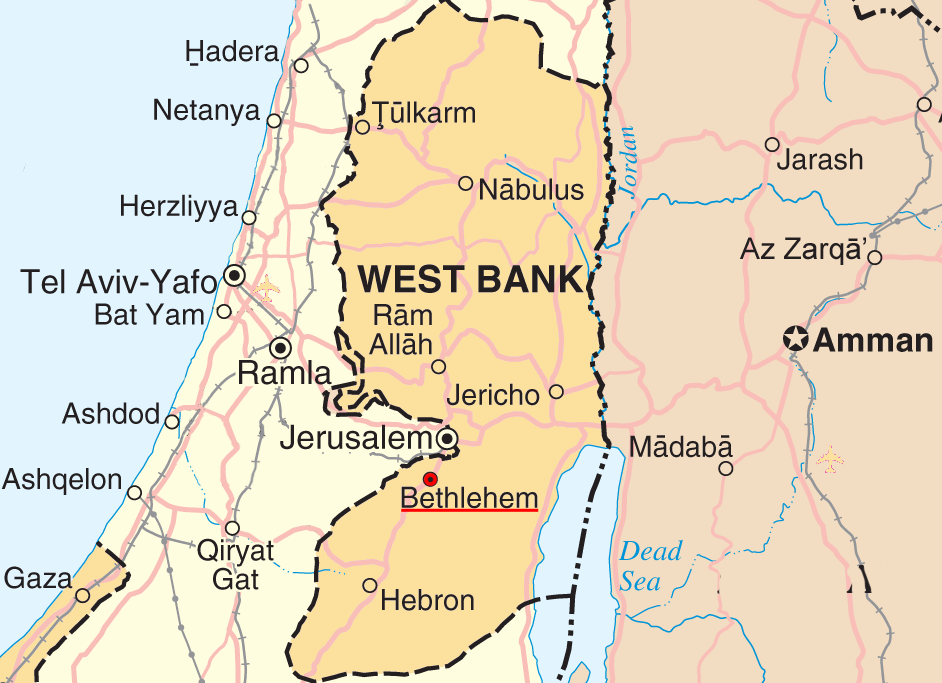 H̱adera
Netanya
Ţūlkarm
Jordan
Jarash
Nābulus
Herzliyya
Az Zarqā’
Tel Aviv-Yafo
WEST BANK
Bat Yam
Rām
Allāh
Amman
Ramla
Jericho
Ashdod
Jerusalem
Mādabā
Ashqelon
Bethlehem
Qiryat
Gat
Dead
Sea
Gaza
Hebron